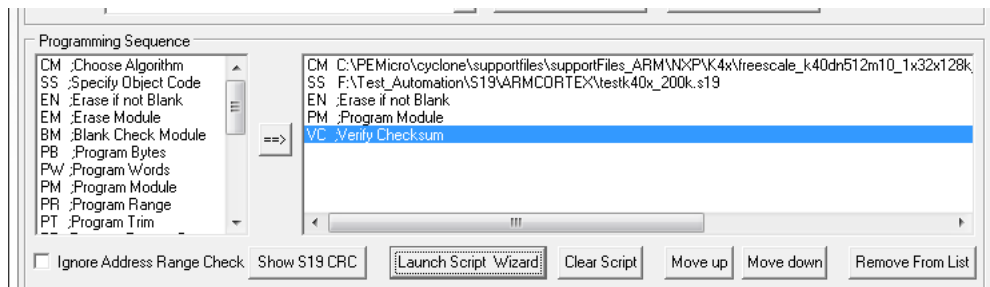 Programming Sequence
CM ;Choose Algorithm
SS ;Specify Object Code
EN ;Erase if not Blank
EM ;Erase Module
BM ;Blank Check Module
PB ;Program Bytes
PW ;Program Words
PM ;Program Module
PR ;Program Range
PT ;Program Trim
==>
CM C:\PEMicro\cyclone\supportfiles\supportFiles_ARM\NXP\K4x\freescale_k40dn512m10_1x32x128k_
SS F:\Test_Automation\S19\ARMCORTEX\testk40x_200k.s19
EN ;Erase if not Blank
PM ;Program Module
VC ;Verify Checksum
Ignore Address Range Check
Show S19 CRC
Launch Script Wizard
Clear Script
Move up
Move down
Remove From List